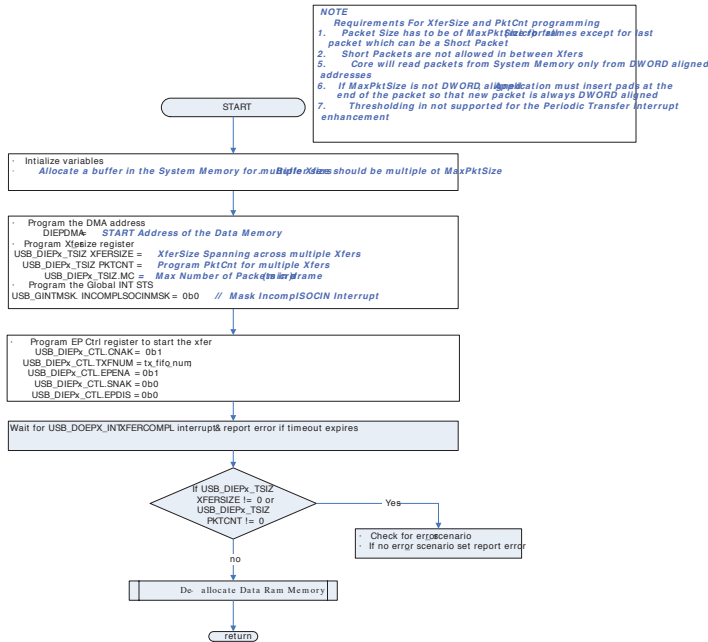 NOTE
Requirements For XferSize and PktCnt programming
1. Packet Size has to be of MaxPktSize for all frames except for last
packet which can be a Short Packet
2. Short Packets are not allowed in between Xfers
5. Core will read packets from System Memory only from DWORD aligned
addresses
6. If MaxPktSize is not DWORD aligned, Application must insert pads at the
end of the packet so that new packet is always DWORD aligned
7. Thresholding in not supported for the Periodic Transfer Interrupt
enhancement
START
· Intialize variables
· Allocate a buffer in the System Memory for multiple Xfers should be multiple ot MaxPktSize
· Program the DMA address
DIEPDMA = START Address of the Data Memory
· Program Xfersize register
USB_DIEPx_TSIZ XFERSIZE = XferSize Spanning across multiple Xfers
USB_DIEPx_TSIZ PKTCNT = Program PktCnt for multiple Xfers
USB_DIEPx_TSIZ.MC = Max Number of Packets in frame
· Program the Global INT STS
USB_GINTMSK. INCOMPLSOCINMSK = 0b0 // Mask IncomplSOCIN Interrupt
· Program EP Ctrl register to start the xfer
USB_DIEPx_CTL.CNAK = 0b1
USB_DIEPx_CTL.TXFNUM = tx_fifo_num;
USB_DIEPx_CTL.EPENA = 0b1
USB_DIEPx_CTL.SNAK = 0b0
USB_DIEPx_CTL.EPDIS = 0b0
Wait for USB_DOEPX_INT XFERCOMPL interrupt & report error if timeout expires
If USB_DIEPx_TSIZ
XFERSIZE != 0 or
USB_DIEPx_TSIZ
PKTCNT != 0
Yes
· Check for error scenario
· If no error scenario set report error
no
De- allocate Data Ram Memory
return